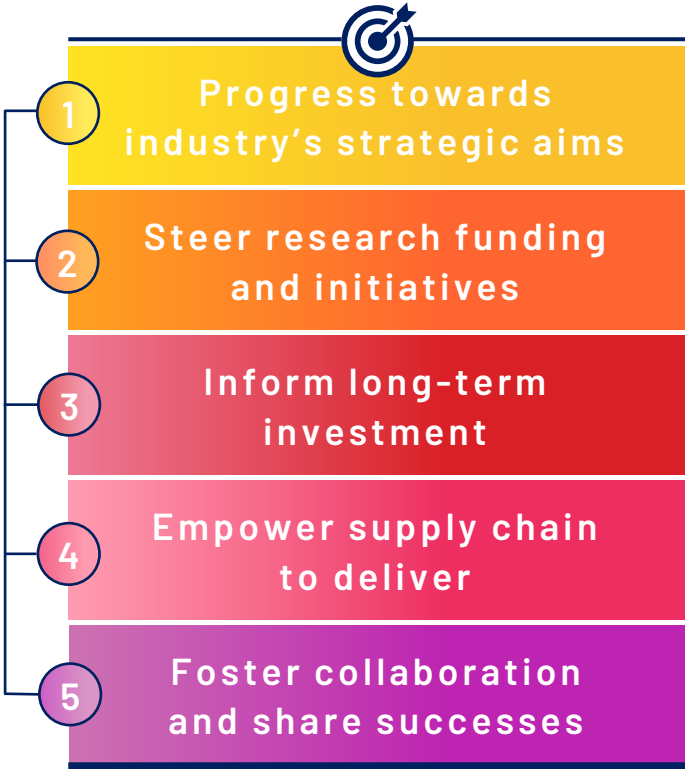 1
Progress towards
industry’s strategic aims
2
Steer research funding
and initiatives
3
Inform long-term
investment
4
Empower supply chain
to deliver
5
Foster collaboration
and share successes